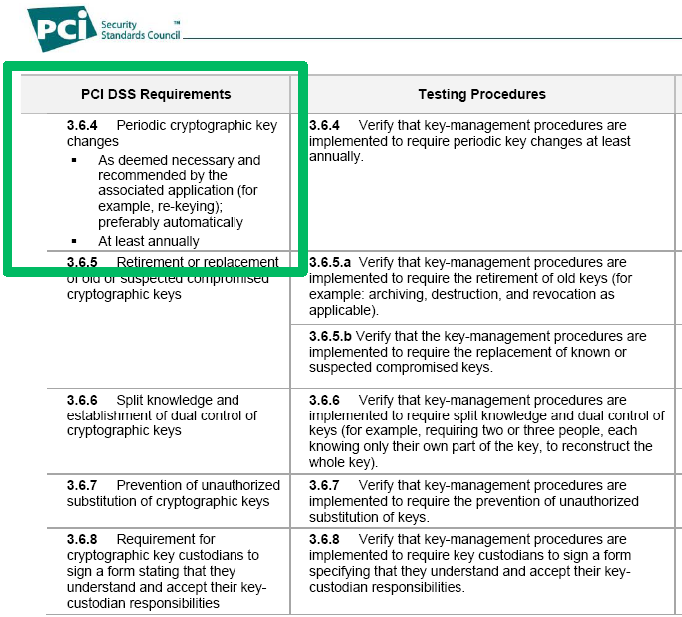 PCi
Security
Standards Council
™
PCI DSS Requirements
Testing Procedures
3.6.4 Periodic cryptographic key
changes
▪ As deemed necessary and
recommended by the
associated application (for
example, re-keying);
preferably automatically
▪ At least annually
3.6.4 Verify that key-management procedures are
implemented to require periodic key changes at least
annually.
3.6.5 Retirement or replacement
of old or suspected compromised
cryptographic keys
3.6.5.a Verify that key-management procedures are
implemented to require the retirement of old keys (for
example: archiving, destruction, and revocation as
applicable).
3.6.5.b Verify that the key-management procedures are
implemented to require the replacement of known or
suspected compromised keys.
3.6.6 Split knowledge and
establishment of dual control of
cryptographic keys
3.6.6 Verify that key-management procedures are
implemented to require split knowledge and dual control of
keys (for example, requiring two or three people, each
knowing only their own part of the key, to reconstruct the
whole key).
3.6.7 Prevention of unauthorized
substitution of cryptographic keys
3.6.7 Verify that key-management procedures are
implemented to require the prevention of unauthorized
substitution of keys.
3.6.8 Requirement for
cryptographic key custodians to
sign a form stating that they
understand and accept their key-
custodian responsibilities
3.6.8 Verify that key-management procedures are
implemented to require key custodians to sign a form
specifying that they understand and accept their key-
custodian responsibilities.